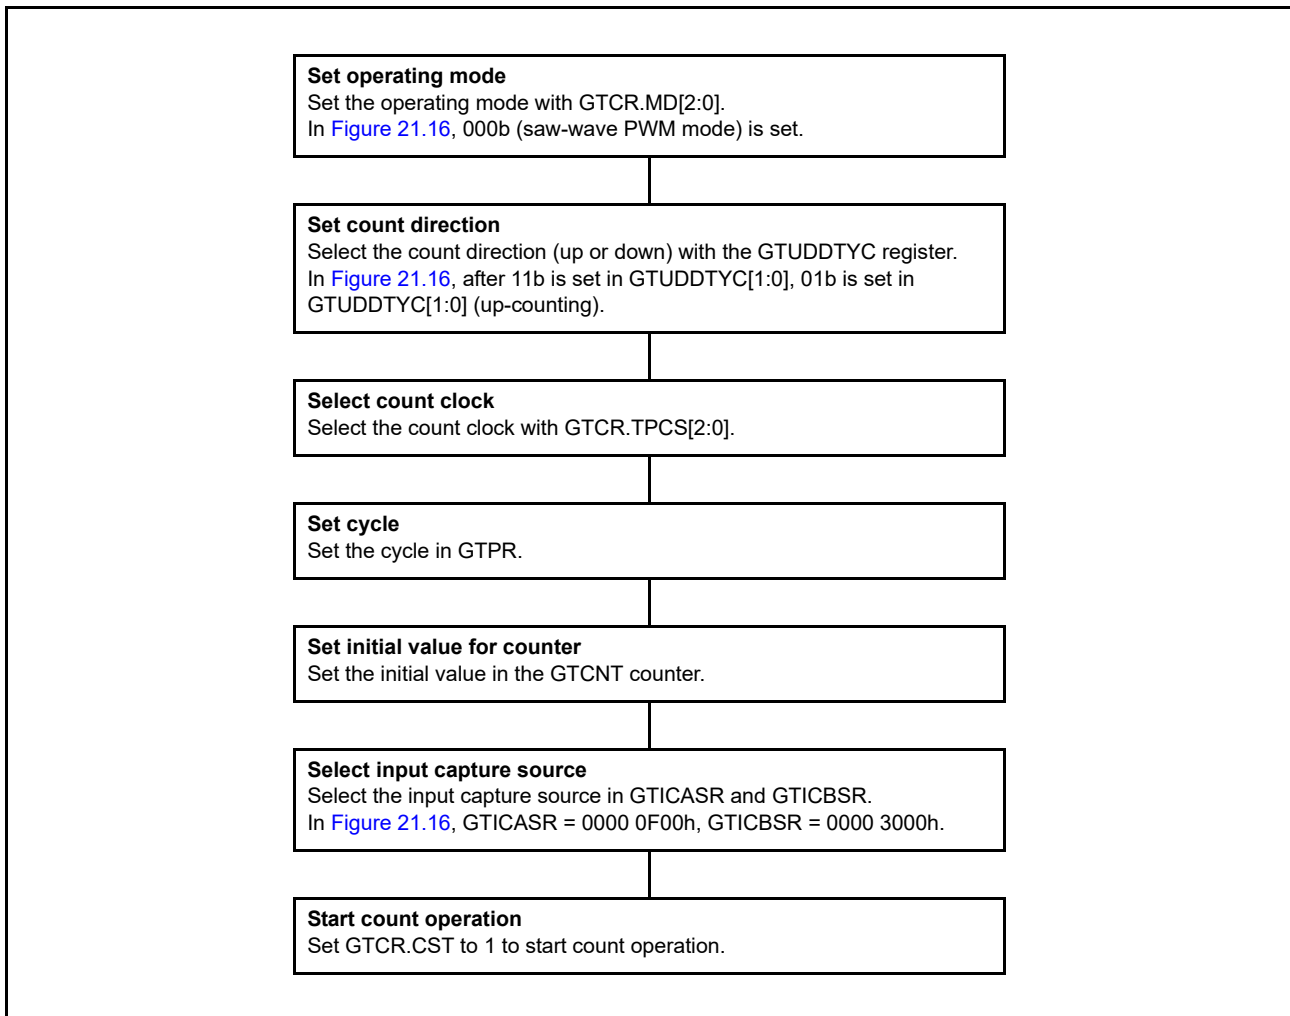 Set operating mode
Set the operating mode with GTCR.MD[2:0].
In Figure 21.16, 000b (saw-wave PWM mode) is set.
Set count direction
Select the count direction (up or down) with the GTUDDTYC register.
In Figure 21.16, after 11b is set in GTUDDTYC[1:0], 01b is set in
GTUDDTYC[1:0] (up-counting).
Select count clock
Select the count clock with GTCR.TPCS[2:0].
Set cycle
Set the cycle in GTPR.
Set initial value for counter
Set the initial value in the GTCNT counter.
Select input capture source
Select the input capture source in GTICASR and GTICBSR.
In Figure 21.16, GTICASR = 0000 0F00h, GTICBSR = 0000 3000h.
Start count operation
Set GTCR.CST to 1 to start count operation.